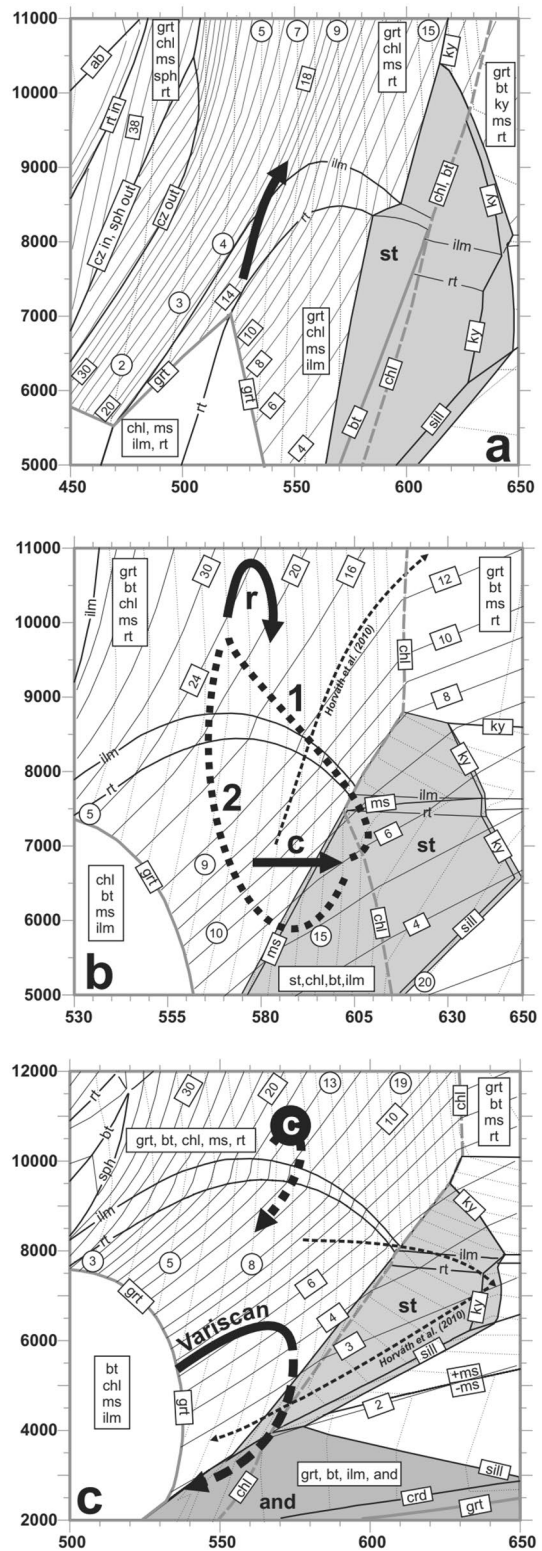 11000
10000
9000
8000
7000
6000
5000
450
500
550
600
650
ab
rt in
38
cz in, sph out
cz out
grt
chl
ms
sph
rt
5
7
9
15
18
grt
chl
ms
rt
ky
grt
bt
ky
ms
rt
ilm
rt
chl, bt
ky
4
3
2
14
st
ilm
rt
30
20
grt
10
8
6
4
grt
chl
ms
ilm
chl, ms
ilm, rt
rt
grt
bt
chl
ky
sill
a
11000
10000
9000
8000
7000
6000
5000
530
555
580
605
630
650
ilm
grt
bt
chl
ms
rt
30
r
20
16
12
10
8
grt
bt
ms
rt
chl
24
1
Horváth et al. (2010)
ky
ky
ilm
rt
5
2
ms
ilm
rt
6
st
grt
9
c
chl
bt
ms
ilm
10
ms
15
chl
4
sill
20
st,chl,bt,ilm
b
12000
10000
8000
6000
4000
2000
500
550
600
650
rt
bt
sph
30
20
13
19
10
chl
grt
bt
ms
rt
grt, bt, chl, ms, rt
c
ky
ilm
rt
3
5
8
ilm
rt
grt
6
st
ky
4
3
Variscan
Horváth et al. (2010)
sill
bt
chl
ms
ilm
grt
+ms
-ms
2
chl
grt, bt, ilm, and
sill
and
crd
grt
c